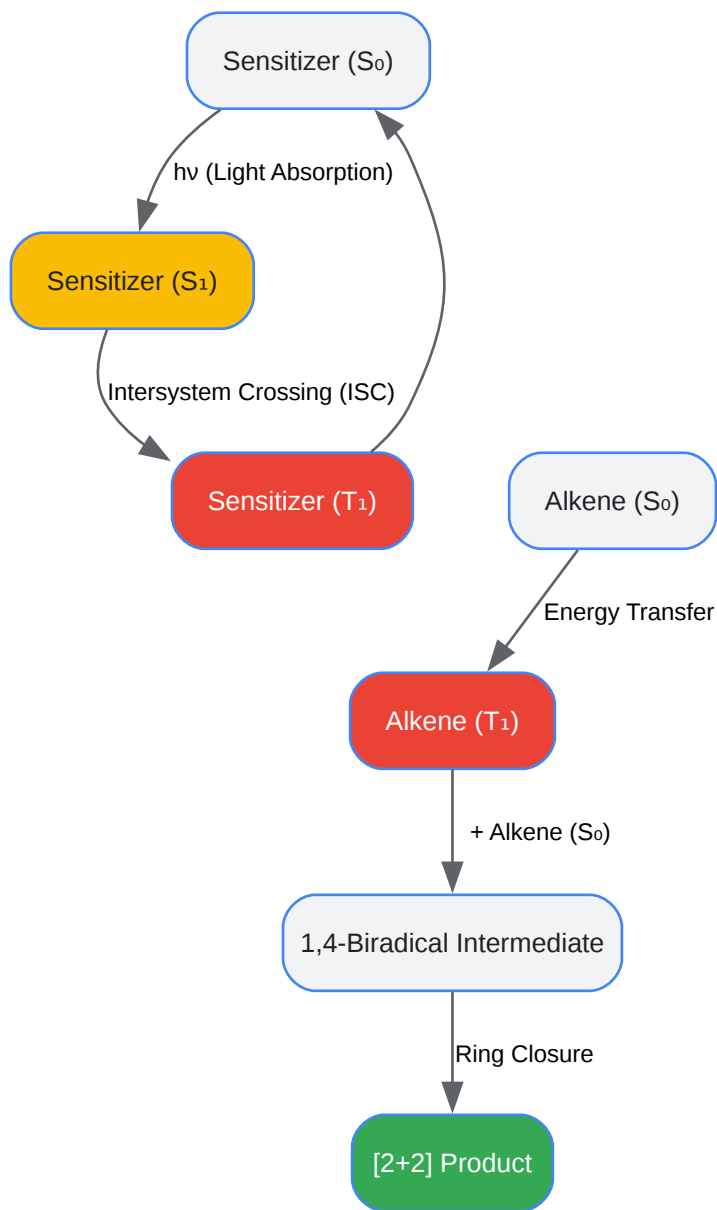 Sensitizer (S₀)
hν (Light Absorption)
Sensitizer (S₁)
Intersystem Crossing (ISC)
Sensitizer (T₁)
Alkene (S₀)
Energy Transfer
Alkene (T₁)
+ Alkene (S₀)
1,4-Biradical Intermediate
Ring Closure
[2+2] Product